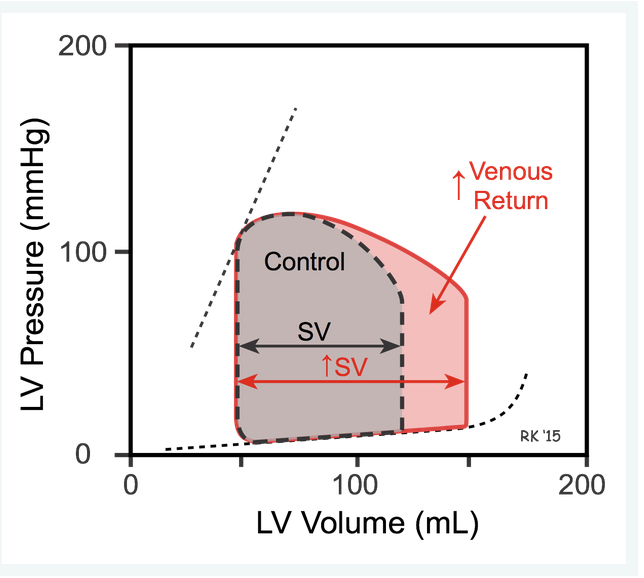 200
↑ Venous
Return
LV Pressure (mmHg)
100
Control
SV
↑SV
RK '15
0
0
100
200
LV Volume (mL)